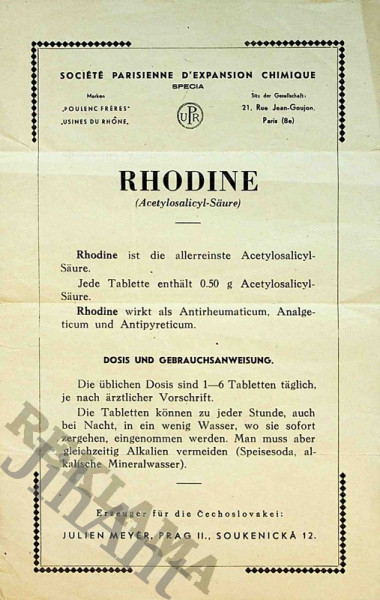 SOCIÉTÉ PARISIENNE D'EXPANSION CHIMIQUE
SPECIA
Marken
„POULENC FRÈRES"
„USINES DU RHÔNE„
UPR
Sitz der Gesellschaft:
21, Rue Jean-Goujon,
Paris (8e)
RHODINE
(Acetylosalicyl-Säure)
Rhodine ist die allerreinste Acetylosalicyl-
Säure.
Jede Tablette enthält 0.50 g Acetylosalicyl-
Säure.
Rhodine wirkt als Antirheumaticum, Analge-
ticum und Antipyreticum.
DOSIS UND GEBRAUCHSANWEISUNG.
Die üblichen Dosis sind 1—6 Tabletten täglich,
je nach ärztlicher Vorschrift.
Die Tabletten können zu jeder Stunde, auch
bei Nacht, in ein wenig Wasser, wo sie sofort
zergehen, eingenommen werden. Man muss aber
gleichzeitig Alkalien vermeiden (Speisesoda, al-
kalische Mineralwasser).
Erzeuger für die Čechoslovakei:
JULIEN MEYER, PRAG II., SOUKENICKÁ 12.
REKLAMA
JINAK